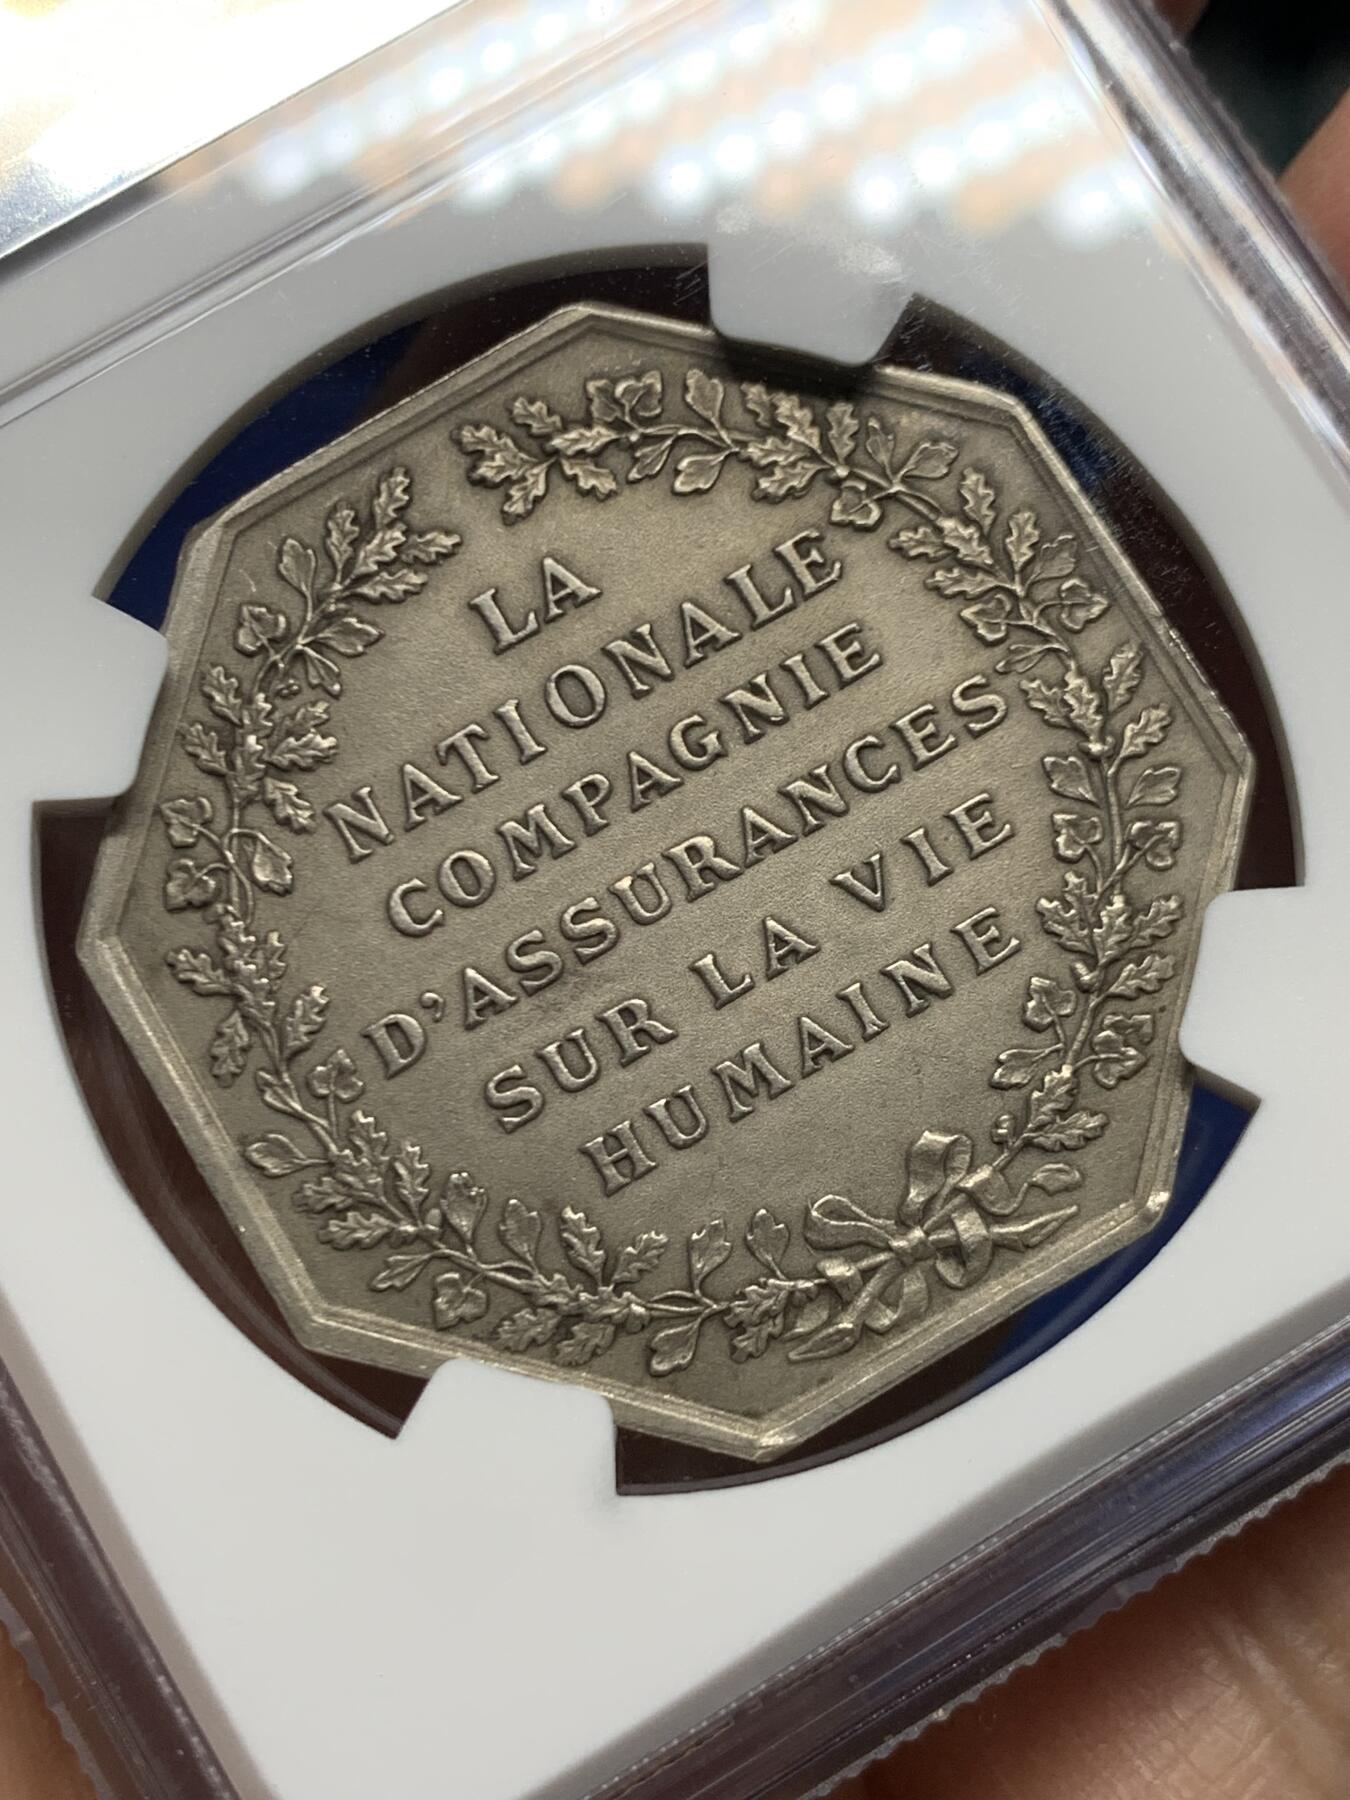 LA
NATIONALE
COMPAGNIE
D'ASSURANCES
SUR LA VIE
HUMAINE